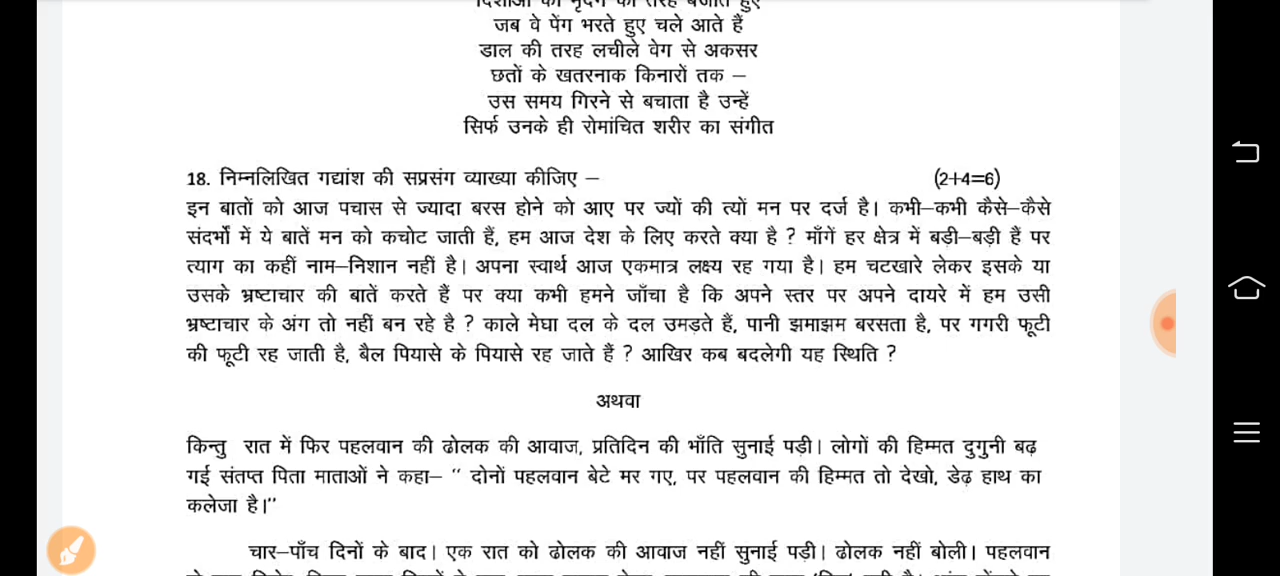 जब वे पेंग भरते हुए चले आते हैं
डाल की तरह लचीले वेग से अकसर
छतों के खतरनाक किनारों तक –
उस समय गिरने से बचाता है उन्हें
सिर्फ उनके ही रोमांचित शरीर का संगीत
18. निम्नलिखित गद्यांश की सप्रसंग व्याख्या कीजिए – (2+4=6)
इन बातों को आज पचास से ज्यादा बरस होने को आए पर ज्यों की त्यों मन पर दर्ज है। कभी–कभी कैसे–कैसे
संदर्भों में ये बातें मन को कचोट जाती हैं, हम आज देश के लिए करते क्या है ? माँगें हर क्षेत्र में बड़ी–बड़ी हैं पर
त्याग का कहीं नाम–निशान नहीं है। अपना स्वार्थ आज एकमात्र लक्ष्य रह गया है। हम चटखारे लेकर इसके या
उसके भ्रष्टाचार की बातें करते हैं पर क्या कभी हमने जाँचा है कि अपने स्तर पर अपने दायरे में हम उसी
भ्रष्टाचार के अंग तो नहीं बन रहे है ? काले मेघा दल के दल उमड़ते हैं, पानी झमाझम बरसता है, पर गगरी फूटी
की फूटी रह जाती है, बैल पियासे के पियासे रह जाते हैं ? आखिर कब बदलेगी यह स्थिति ?
अथवा
किन्तु रात में फिर पहलवान की ढोलक की आवाज, प्रतिदिन की भाँति सुनाई पड़ी। लोगों की हिम्मत दुगुनी बढ़
गई संतप्त पिता माताओं ने कहा– “ दोनों पहलवान बेटे मर गए, पर पहलवान की हिम्मत तो देखो, डेढ़ हाथ का
कलेजा है।”
चार–पाँच दिनों के बाद। एक रात को ढोलक की आवाज नहीं सुनाई पड़ी। ढोलक नहीं बोली। पहलवान